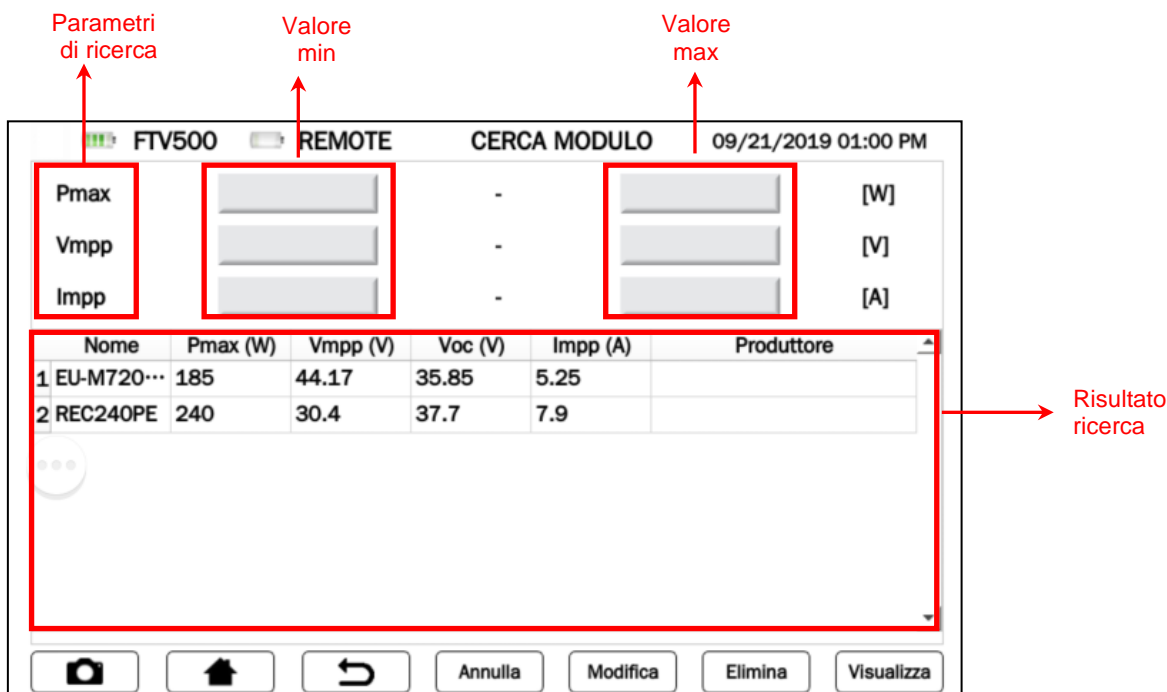 Parametri di ricerca
Valore min
Valore max
FTV500 REMOTE CERCA MODULO 09/21/2019 01:00 PM
Pmax - [W]
Vmpp - [V]
Impp - [A]
Nome Pmax (W) Vmpp (V) Voc (V) Impp (A) Produttore
1 EU-M720··· 185 44.17 35.85 5.25
2 REC240PE 240 30.4 37.7 7.9
Risultato ricerca
Annulla Modifica Elimina Visualizza